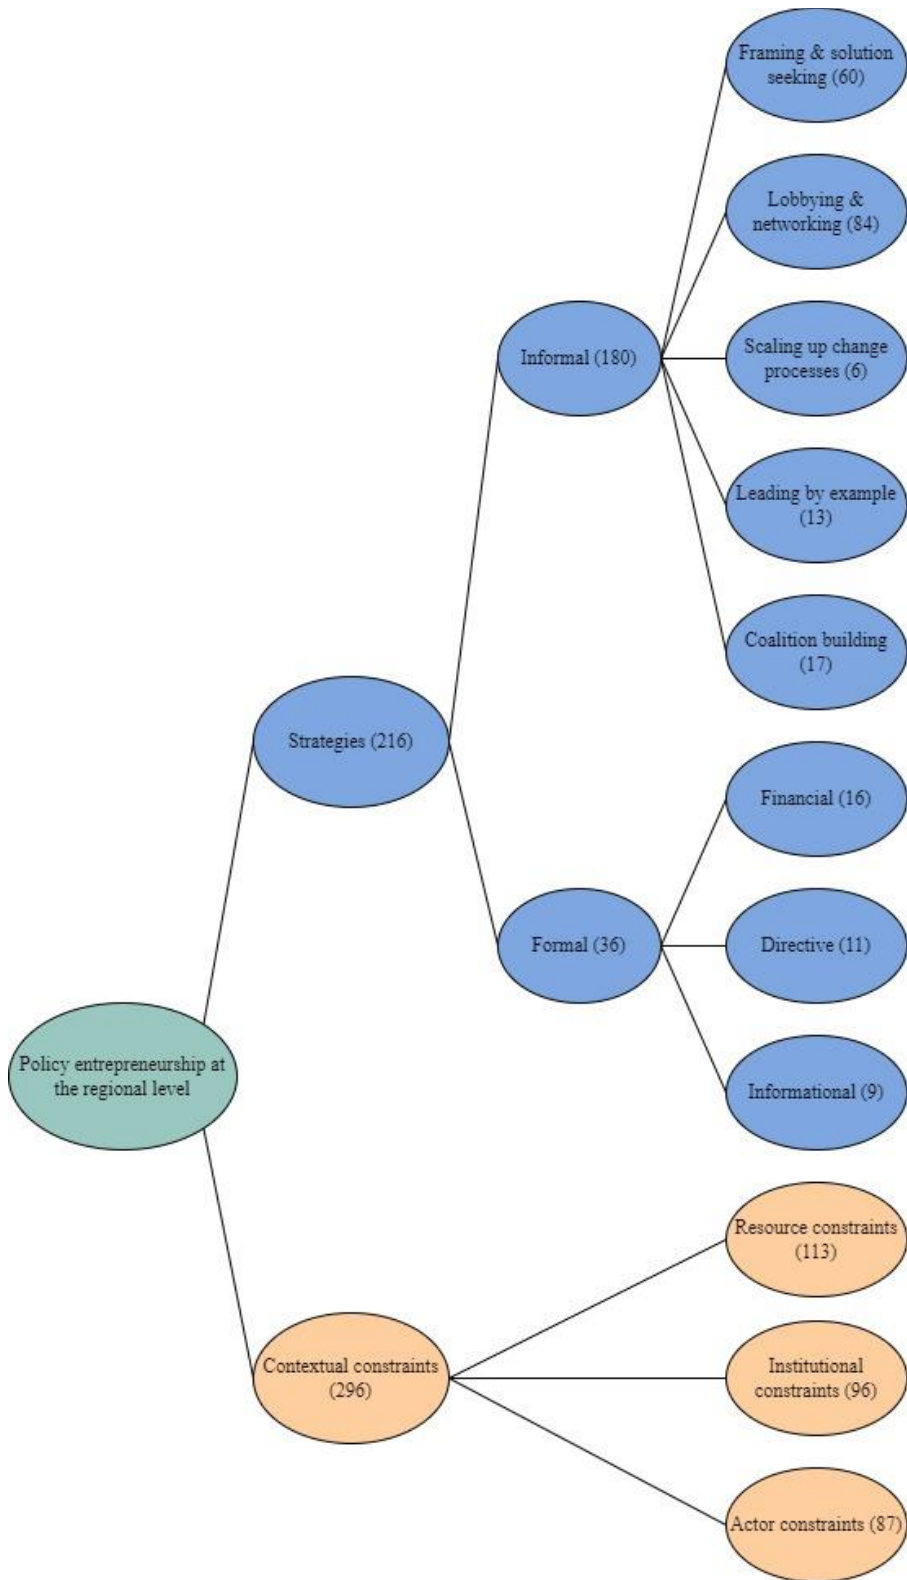 Framing & solution
seeking (60)
Lobbying &
networking (84)
Informal (180)
Scaling up change
processes (6)
Leading by example
(13)
Coalition building
(17)
Strategies (216)
Financial (16)
Formal (36)
Directive (11)
Policy entrepreneurship at
the regional level
Informational (9)
Resource constraints
(113)
Contextual constraints
(296)
Institutional
constraints (96)
Actor constraints (87)